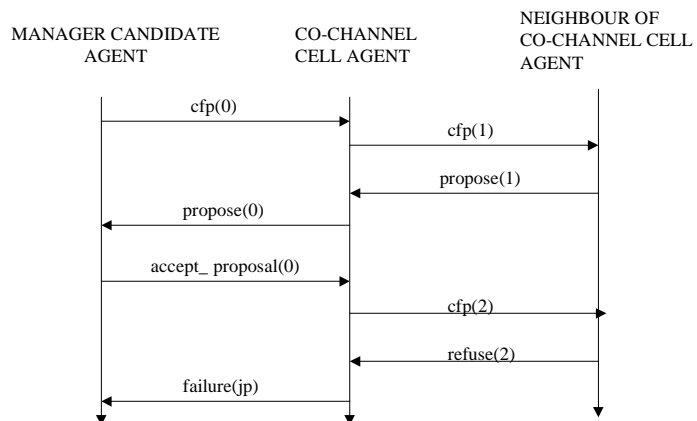 MANAGER CANDIDATE
AGENT
CO-CHANNEL
CELL AGENT
NEIGHBOUR OF
CO-CHANNEL CELL
AGENT
cfp(0)
cfp(1)
propose(1)
propose(0)
accept_ proposal(0)
cfp(2)
refuse(2)
failure(jp)